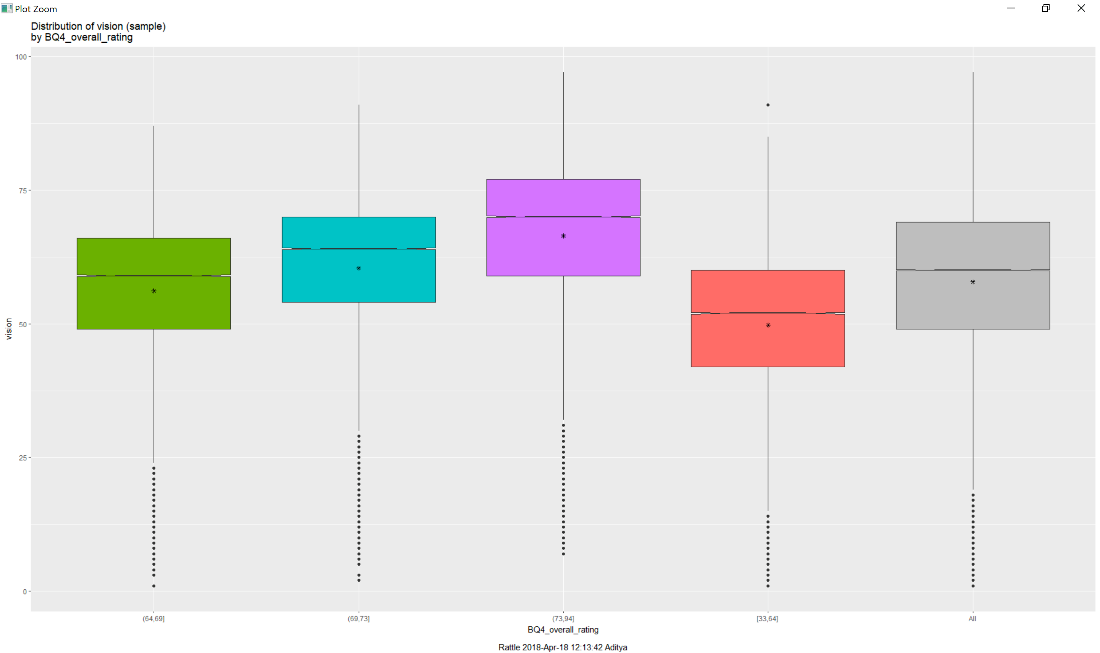 Plot Zoom
Distribution of vision (sample)
by BQ4_overall_rating
100
75
50
25
0
vision
(64,69]
(69,73]
(73,94]
[33,64]
All
BQ4_overall_rating
Rattle 2018-Apr-18 12:13:42 Aditya